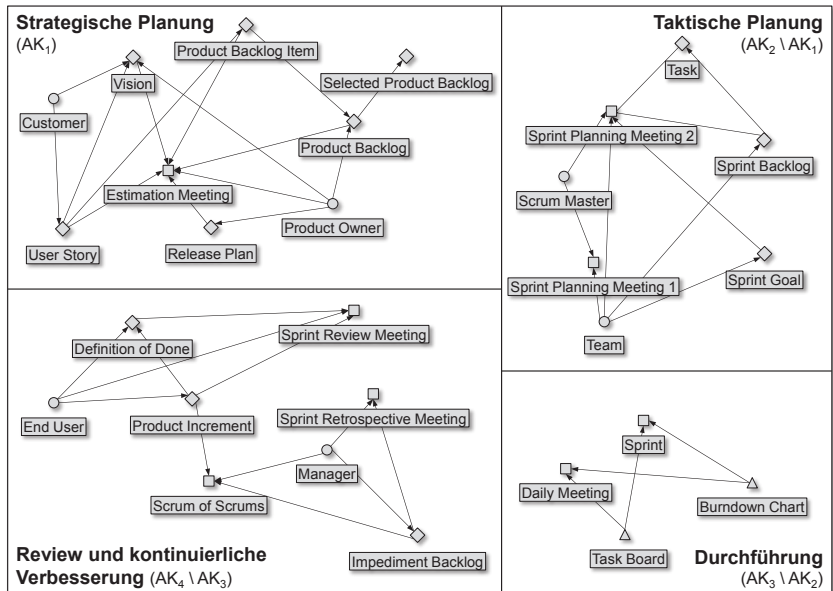 Strategische Planung
(AK₁)
Product Backlog Item
Selected Product Backlog
Vision
Customer
Product Backlog
Estimation Meeting
Product Owner
User Story
Release Plan
Taktische Planung
(AK₂ \ AK₁)
Task
Sprint Planning Meeting 2
Sprint Backlog
Scrum Master
Sprint Planning Meeting 1
Sprint Goal
Team
Sprint Review Meeting
Definition of Done
End User
Product Increment
Sprint Retrospective Meeting
Manager
Scrum of Scrums
Impediment Backlog
Review und kontinuierliche
Verbesserung (AK₄ \ AK₃)
Sprint
Daily Meeting
Burndown Chart
Task Board
Durchführung
(AK₃ \ AK₂)